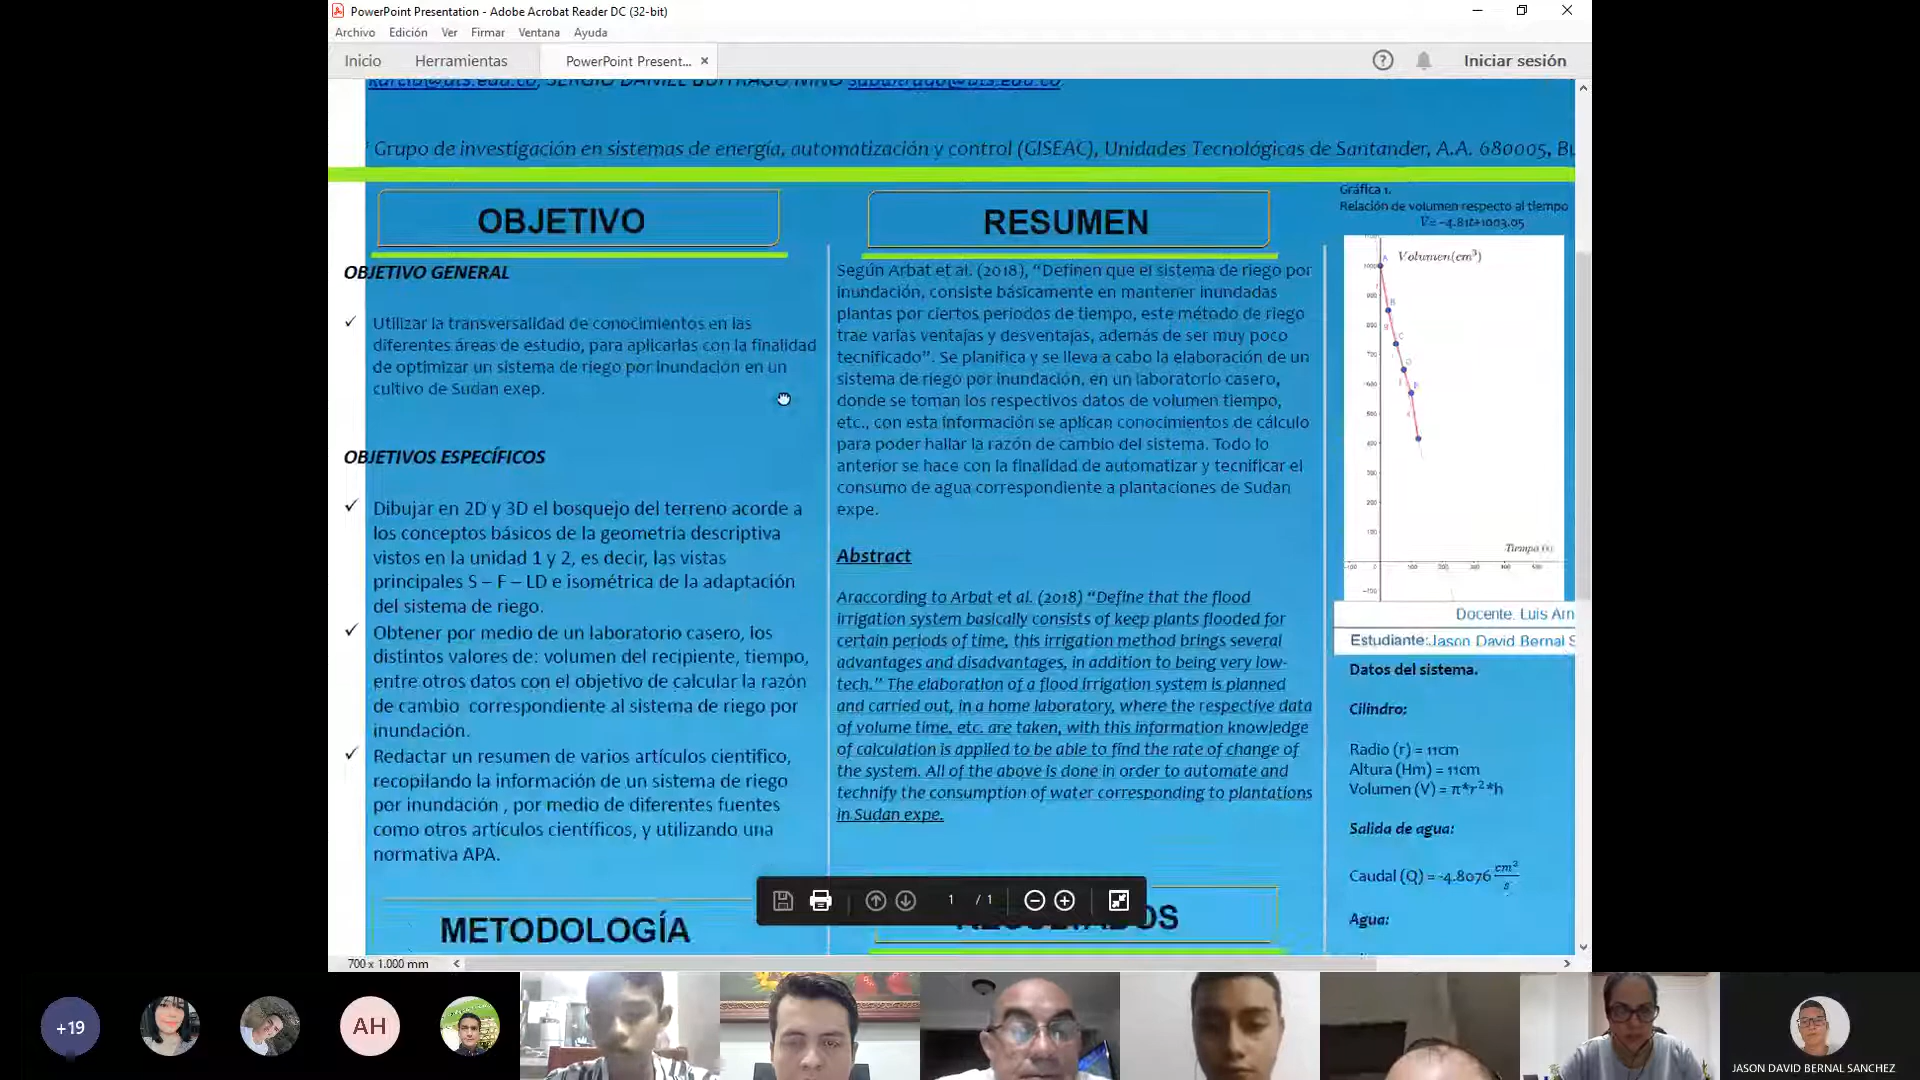 PowerPoint Presentation - Adobe Acrobat Reader DC (32-bit)
Archivo Edición Ver Firmar Ventana Ayuda
Inicio Herramientas PowerPoint Present... ×
Iniciar sesión
Grupo de investigación en sistemas de energía, automatización y control (GISEAC), Unidades Tecnológicas de Santander, A.A. 680005, Bu
OBJETIVO
OBJETIVO GENERAL
✓ Utilizar la transversalidad de conocimientos en las
diferentes áreas de estudio, para aplicarlas con la finalidad
de optimizar un sistema de riego por inundación en un
cultivo de Sudan exep.
OBJETIVOS ESPECÍFICOS
✓ Dibujar en 2D y 3D el bosquejo del terreno acorde a
los conceptos básicos de la geometría descriptiva
vistos en la unidad 1 y 2, es decir, las vistas
principales S – F – LD e isométrica de la adaptación
del sistema de riego.
✓ Obtener por medio de un laboratorio casero, los
distintos valores de: volumen del recipiente, tiempo,
entre otros datos con el objetivo de calcular la razón
de cambio correspondiente al sistema de riego por
inundación.
✓ Redactar un resumen de varios artículos científico,
recopilando la información de un sistema de riego
por inundación , por medio de diferentes fuentes
como otros artículos científicos, y utilizando una
normativa APA.
METODOLOGÍA
RESUMEN
Según Arbat et al. (2018), “Definen que el sistema de riego por
inundación, consiste básicamente en mantener inundadas
plantas por ciertos periodos de tiempo, este método de riego
trae varias ventajas y desventajas, además de ser muy poco
tecnificado”. Se planifica y se lleva a cabo la elaboración de un
sistema de riego por inundación, en un laboratorio casero,
donde se toman los respectivos datos de volumen tiempo,
etc., con esta información se aplican conocimientos de cálculo
para poder hallar la razón de cambio del sistema. Todo lo
anterior se hace con la finalidad de automatizar y tecnificar el
consumo de agua correspondiente a plantaciones de Sudan
expe.
Abstract
Araccording to Arbat et al. (2018) “Define that the flood
irrigation system basically consists of keep plants flooded for
certain periods of time, this irrigation method brings several
advantages and disadvantages, in addition to being very low-
tech.” The elaboration of a flood irrigation system is planned
and carried out, in a home laboratory, where the respective data
of volume time, etc. are taken, with this information knowledge
of calculation is applied to be able to find the rate of change of
the system. All of the above is done in order to automate and
technify the consumption of water corresponding to plantations
in Sudan expe.
Gráfica 1.
Relación de volumen respecto al tiempo
V= -4.81t+1003.05
Volumen(cm³)
Tiempo (s)
Docente. Luis Arn
Estudiante:Jason David Bernal S
Datos del sistema.
Cilindro:
Radio (r) = 11cm
Altura (Hm) = 11cm
Volumen (V) = π*r²*h
Salida de agua:
Caudal (Q) = -4.8076 cm³/s
Agua:
1 / 1
700 x 1.000 mm
+19
AH
JASON DAVID BERNAL SANCHEZ